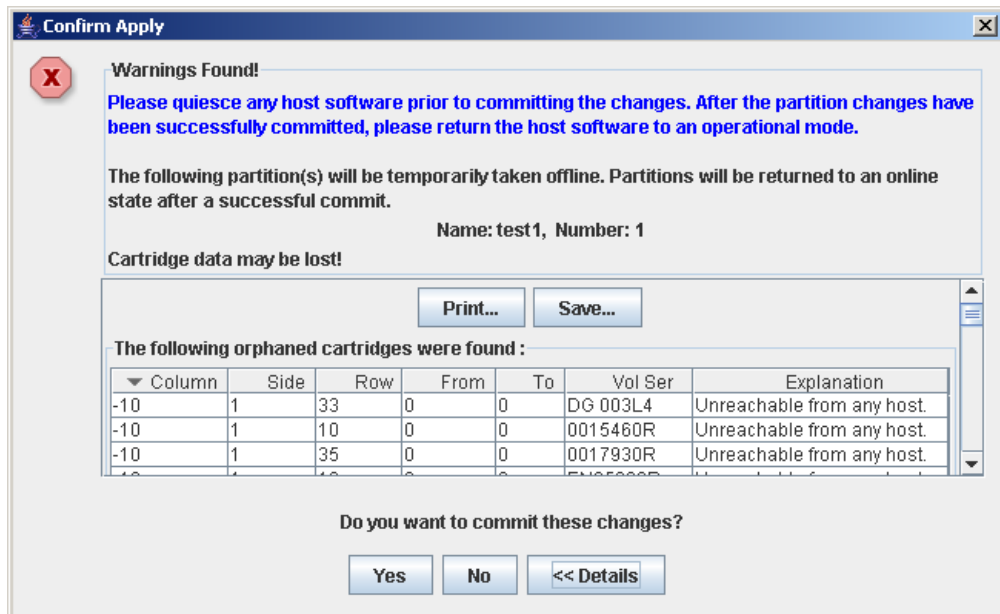 Confirm Apply
Warnings Found!
Please quiesce any host software prior to committing the changes. After the partition changes have
been successfully committed, please return the host software to an operational mode.
The following partition(s) will be temporarily taken offline. Partitions will be returned to an online
state after a successful commit.
Name: test1, Number: 1
Cartridge data may be lost!
Print... Save...
The following orphaned cartridges were found :
Column Side Row From To Vol Ser Explanation
-10 1 33 0 0 DG 003L4 Unreachable from any host.
-10 1 10 0 0 0015460R Unreachable from any host.
-10 1 35 0 0 0017930R Unreachable from any host.
Do you want to commit these changes?
Yes No << Details